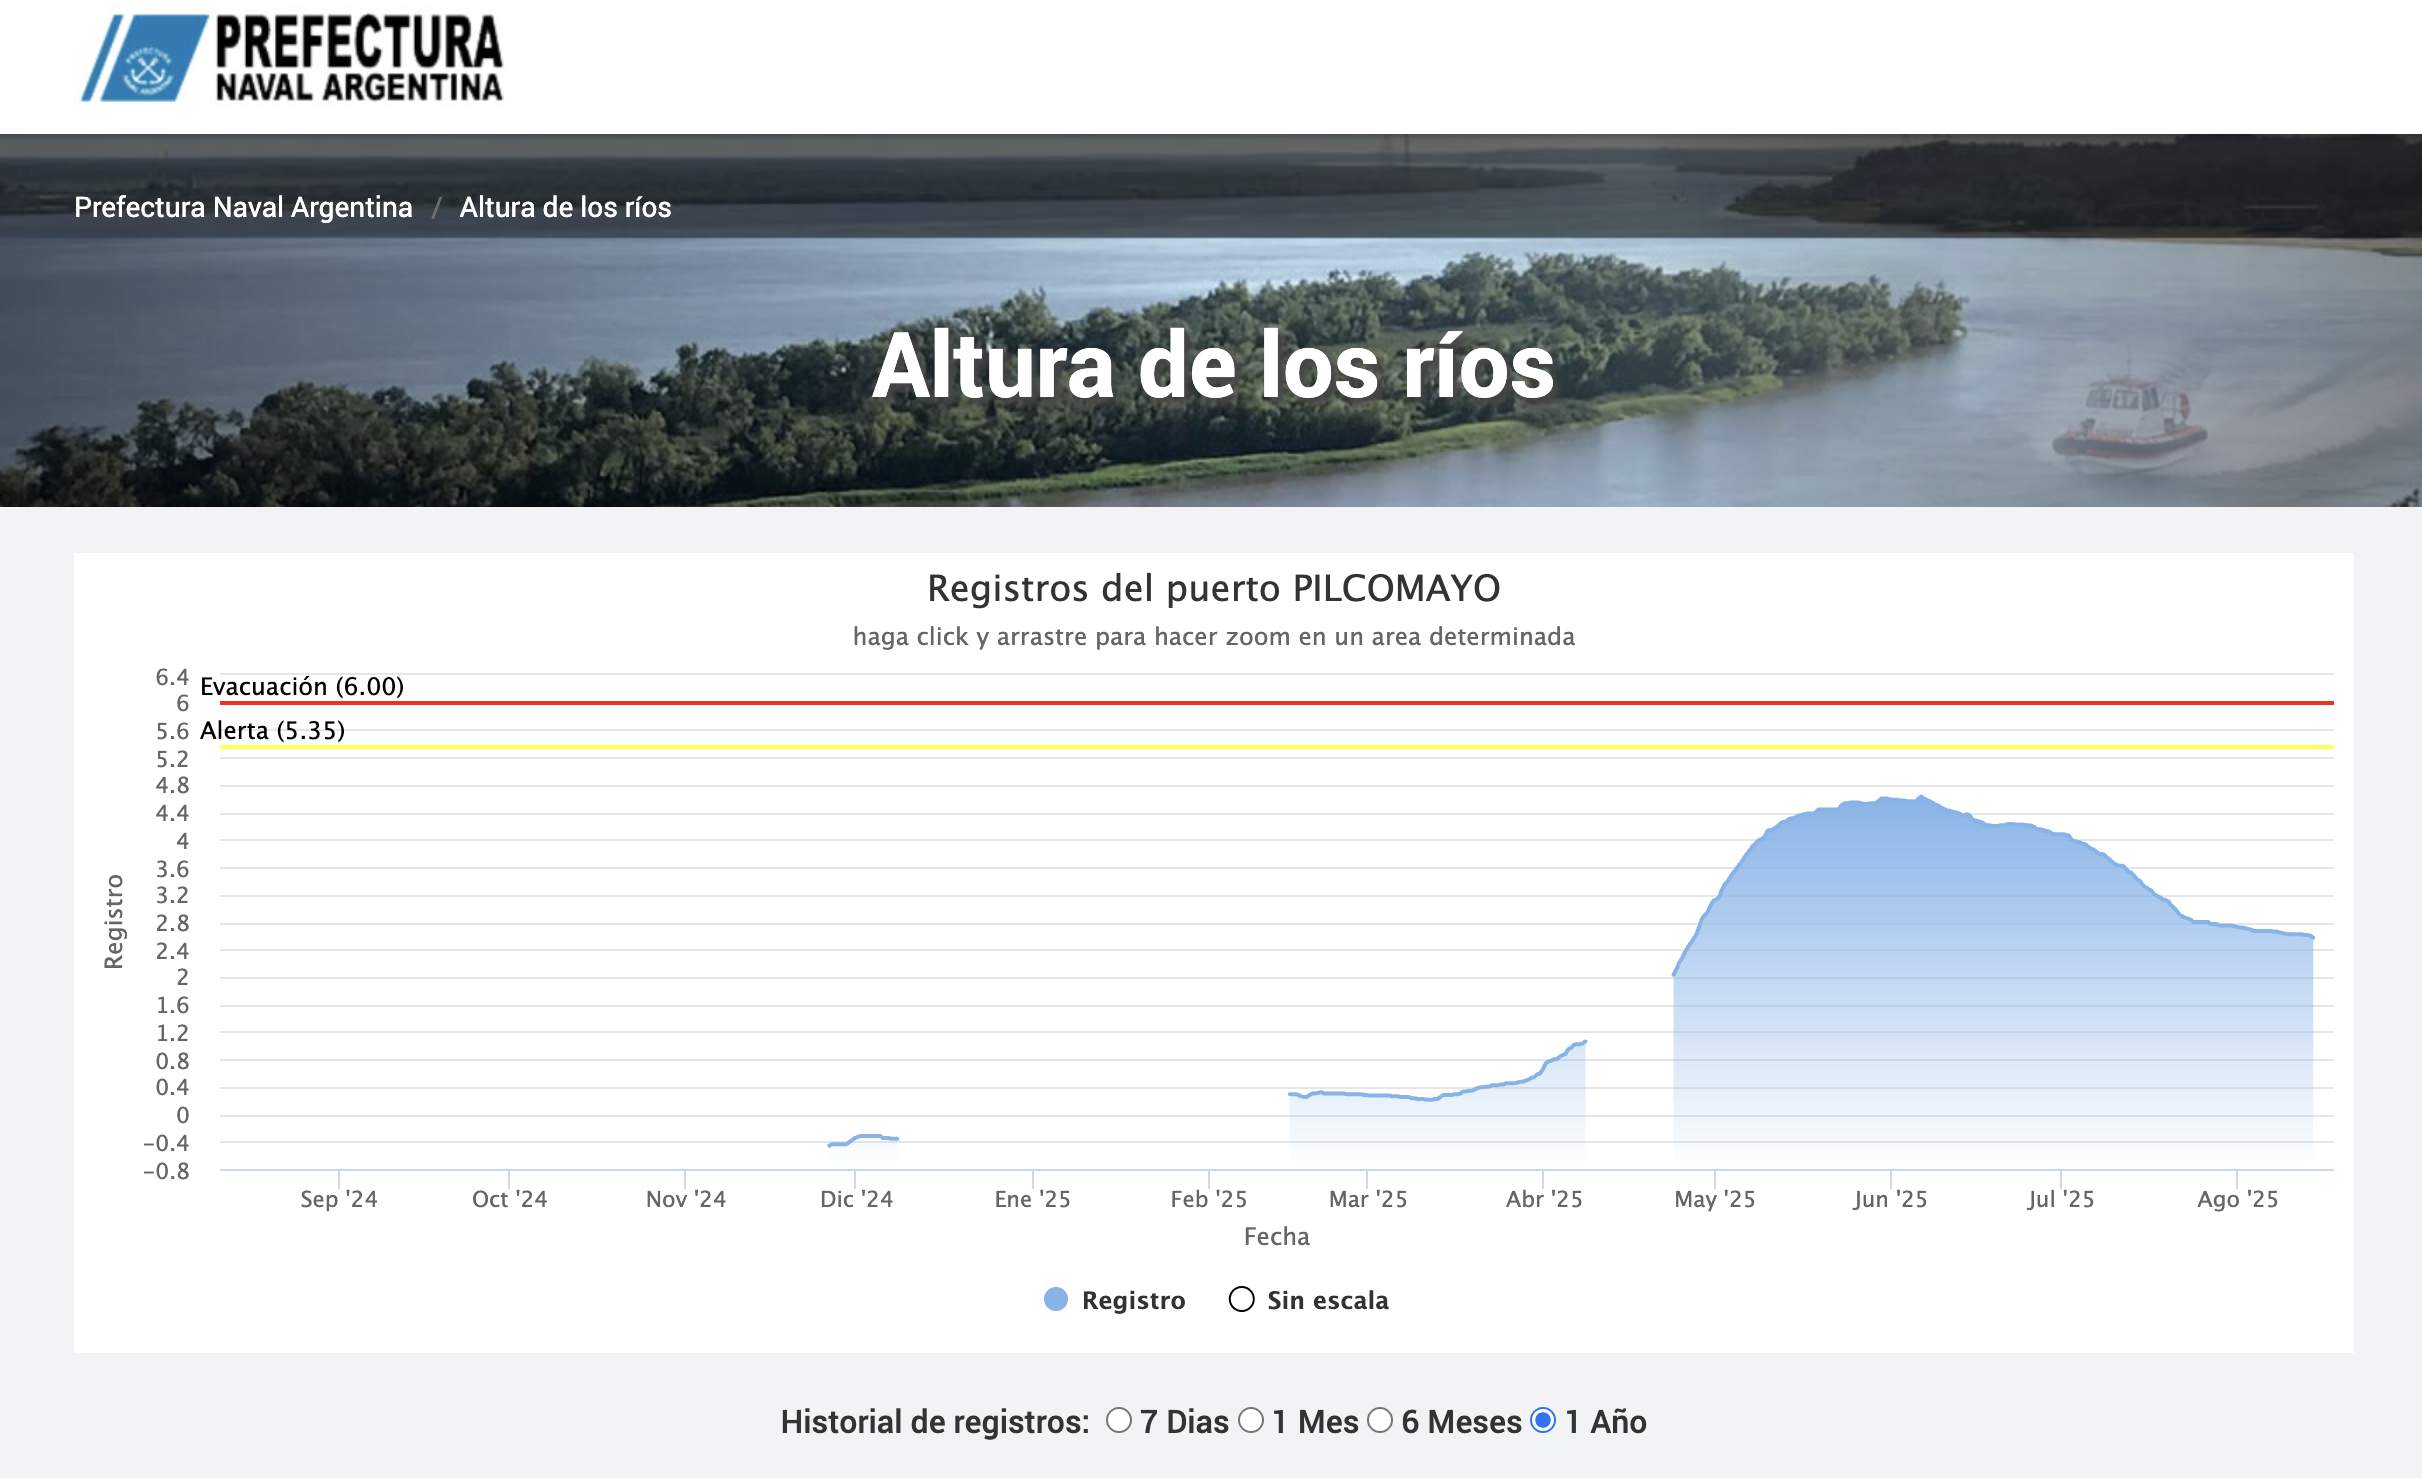 PREFECTURA
NAVAL ARGENTINA
Prefectura Naval Argentina / Altura de los ríos
Altura de los ríos
Registros del puerto PILCOMAYO
haga click y arrastre para hacer zoom en un area determinada
Registro
6.4
6
5.6
5.2
4.8
4.4
4
3.6
3.2
2.8
2.4
2
1.6
1.2
0.8
0.4
0
−0.4
−0.8
Evacuación (6.00)
Alerta (5.35)
Sep '24 Oct '24 Nov '24 Dic '24 Ene '25 Feb '25 Mar '25 Abr '25 May '25 Jun '25 Jul '25 Ago '25
Fecha
Registro Sin escala
Historial de registros: 7 Dias 1 Mes 6 Meses 1 Año